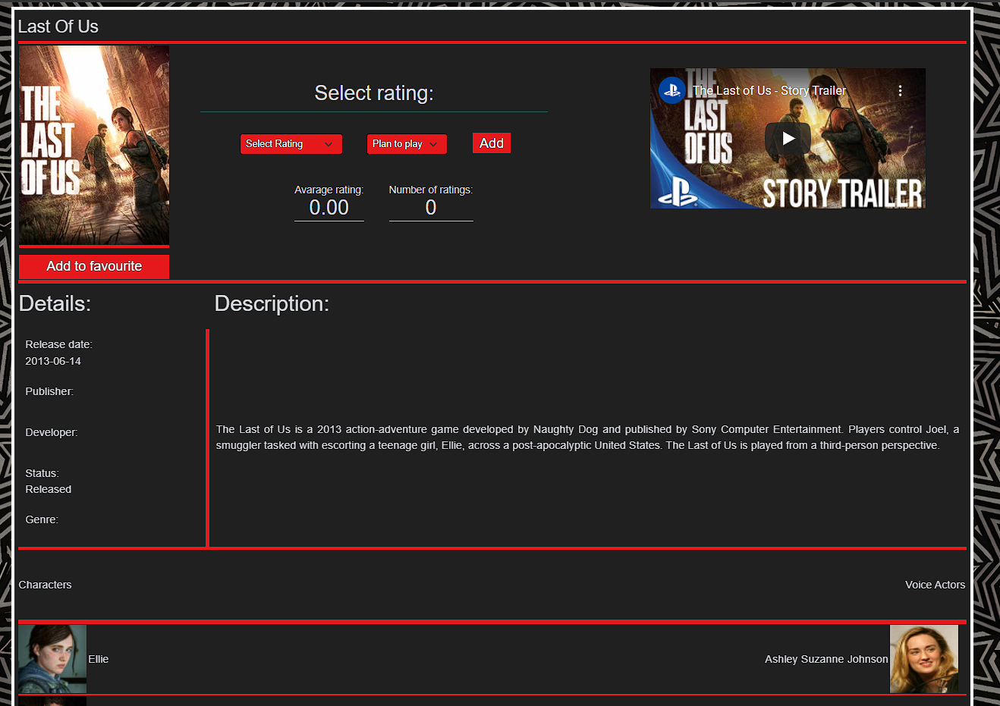 Last Of Us
THE
LAST
OF US
Add to favourite
Select rating:
Select Rating
Plan to play
Add
Avarage rating:
0.00
Number of ratings:
0
The Last of Us - Story Trailer
THE
LAST
OF US
STORY TRAILER
Details:
Release date:
2013-06-14
Publisher:
Developer:
Status:
Released
Genre:
Description:
The Last of Us is a 2013 action-adventure game developed by Naughty Dog and published by Sony Computer Entertainment. Players control Joel, a
smuggler tasked with escorting a teenage girl, Ellie, across a post-apocalyptic United States. The Last of Us is played from a third-person perspective.
Characters
Voice Actors
Ellie
Ashley Suzanne Johnson